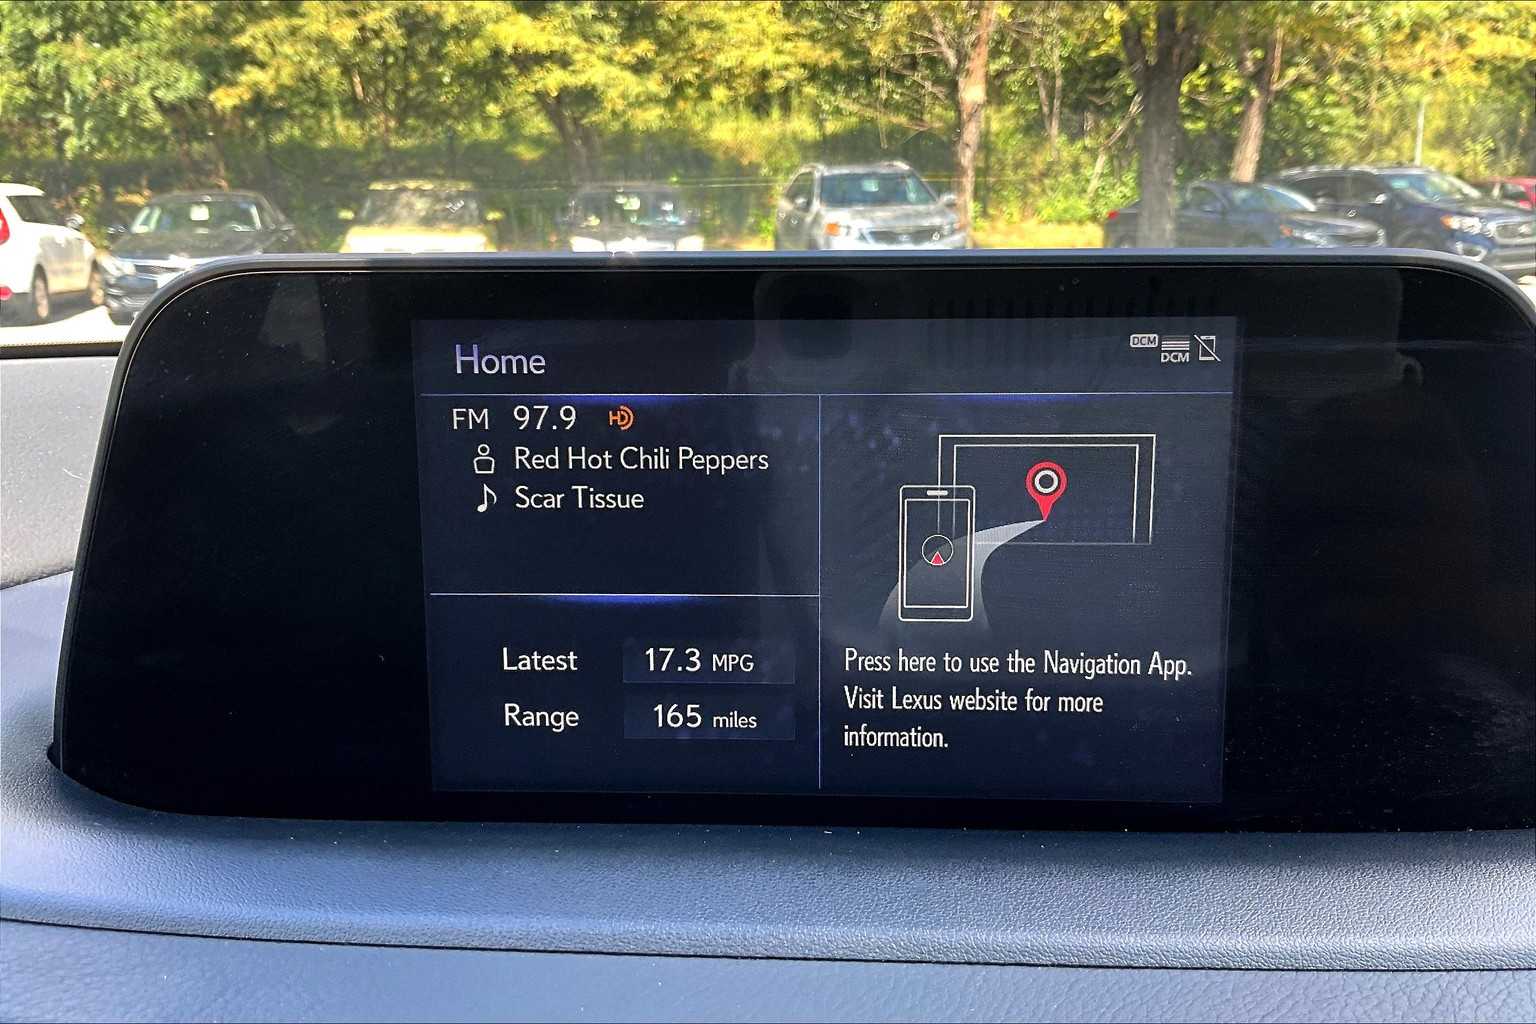 Home
DCM
DCM
FM 97.9 HD
Red Hot Chili Peppers
Scar Tissue
Latest 17.3 MPG
Range 165 miles
Press here to use the Navigation App.
Visit Lexus website for more
information.